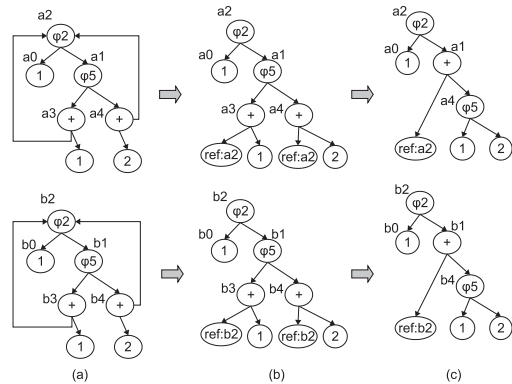 a2 a2 a2
φ2 φ2 φ2
a0 a1 a0 a1 a0 a1
1 φ5 1 φ5 1 +
a3 a4 a3 a4 a4
+ + + + φ5
1 2 ref:a2 1 ref:a2 2 ref:a2 1 2
b2 b2 b2
φ2 φ2 φ2
b0 b1 b0 b1 b0 b1
1 φ5 1 φ5 1 +
b3 b4 b3 b4 b4
+ + + + φ5
1 2 ref:b2 1 ref:b2 2 ref:b2 1 2
(a) (b) (c)